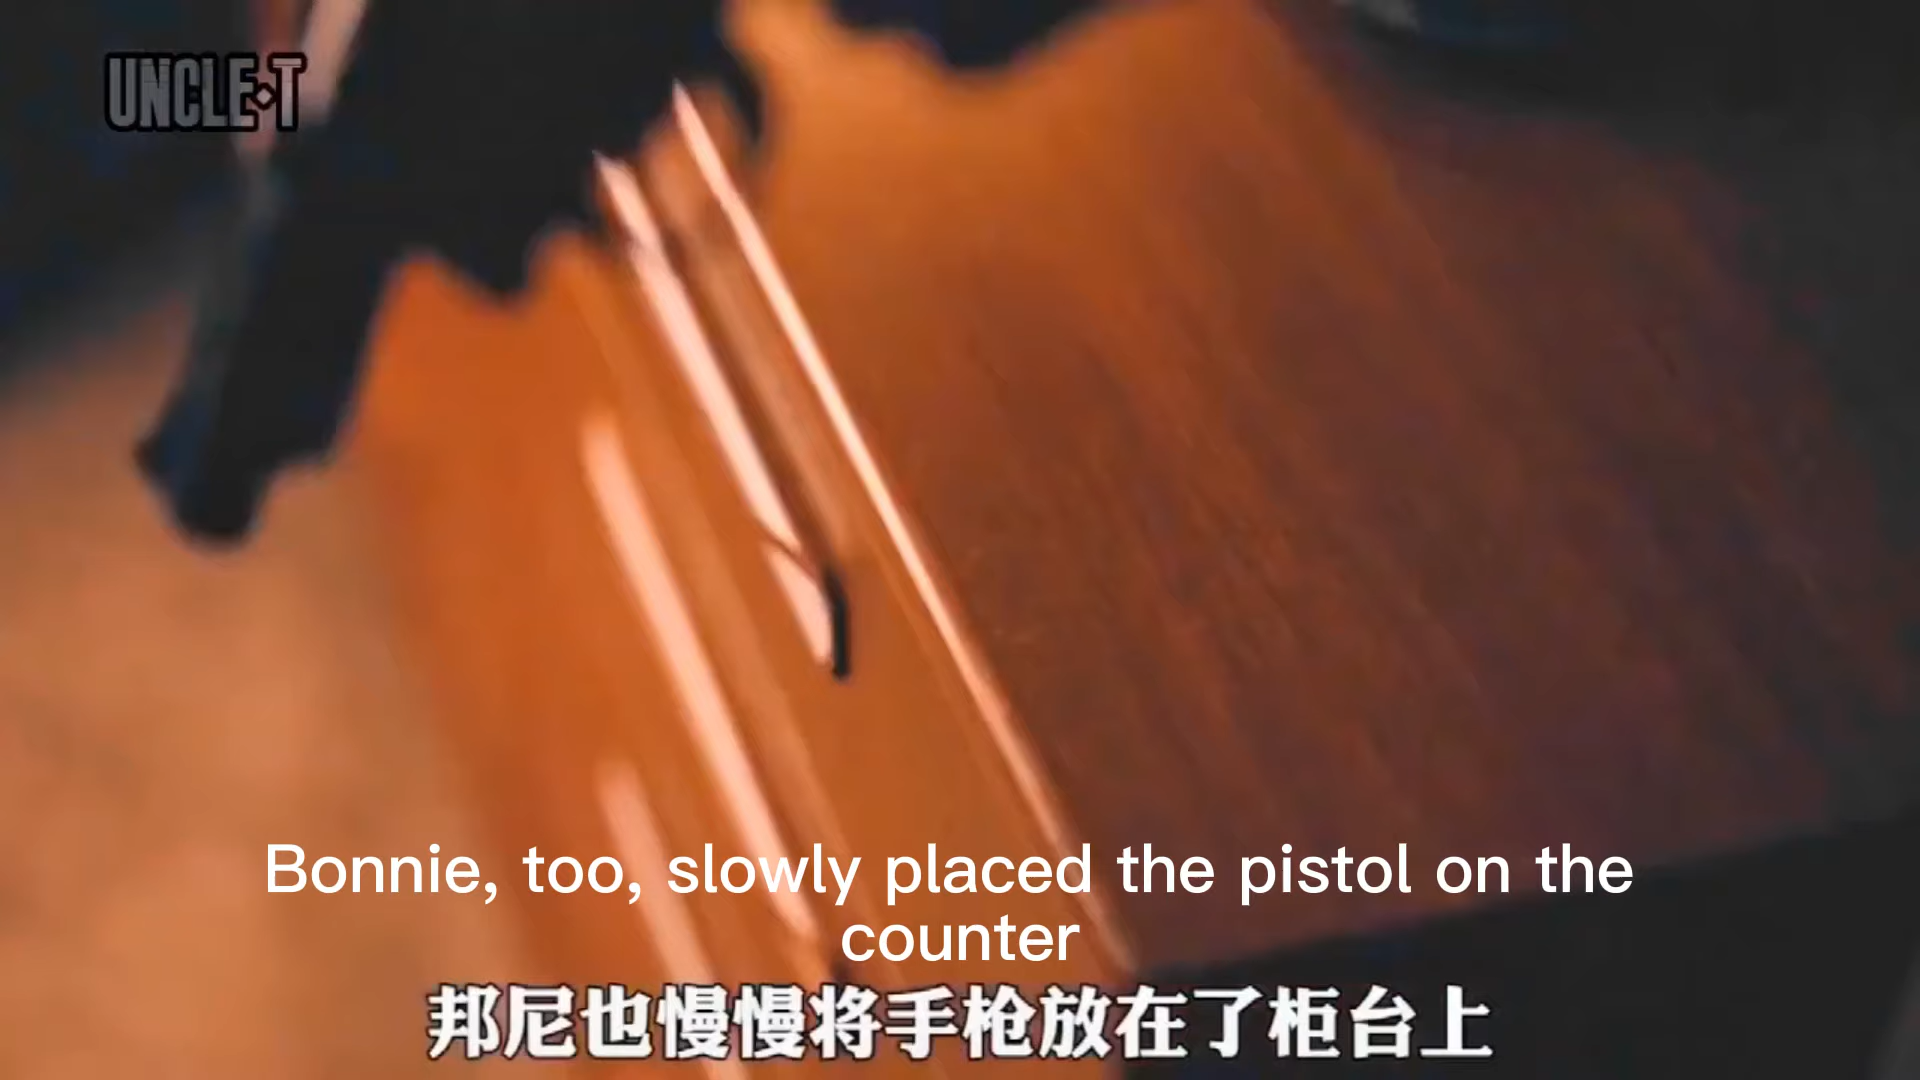 UNCLE·T
Bonnie, too, slowly placed the pistol on the
counter
邦尼也慢慢将手枪放在了柜台上